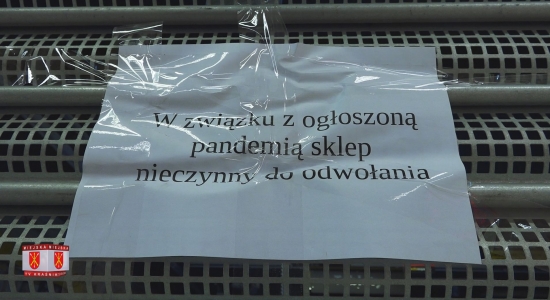 W związku z ogłoszoną
pandemią sklep
nieczynny do odwołania